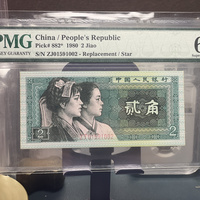 PMG
China / People's Republic
Pick# 882* 1980 2 Jiao
S/N ZJ01591002 - Replacement / Star
6
中国人民银行
贰角
2
2